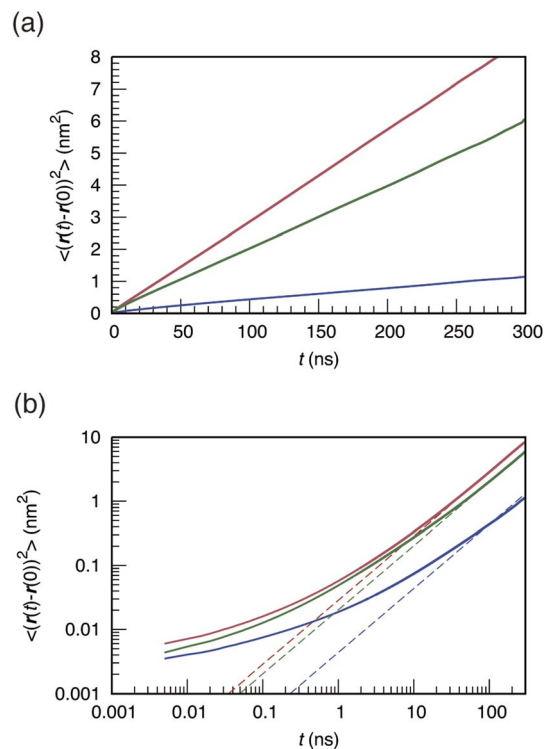 (a)
8
7
6
5
4
3
2
1
0
<(r(t)-r(0))²> (nm²)
0 50 100 150 200 250 300
t (ns)
(b)
10
1
0.1
0.01
0.001
<(r(t)-r(0))²> (nm²)
0.001 0.01 0.1 1 10 100
t (ns)